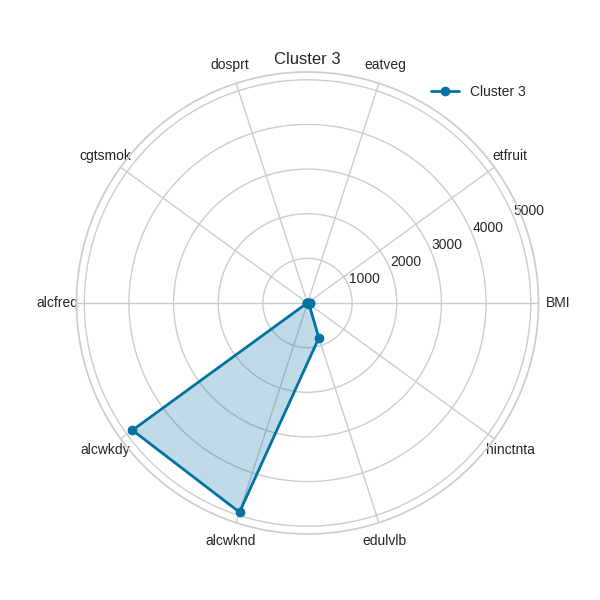 Cluster 3
dosprt
eatveg
Cluster 3
cgtsmok
etfruit
5000
4000
3000
2000
1000
alcfreq
BMI
alcwkdy
hinctnta
alcwknd
edulvlb